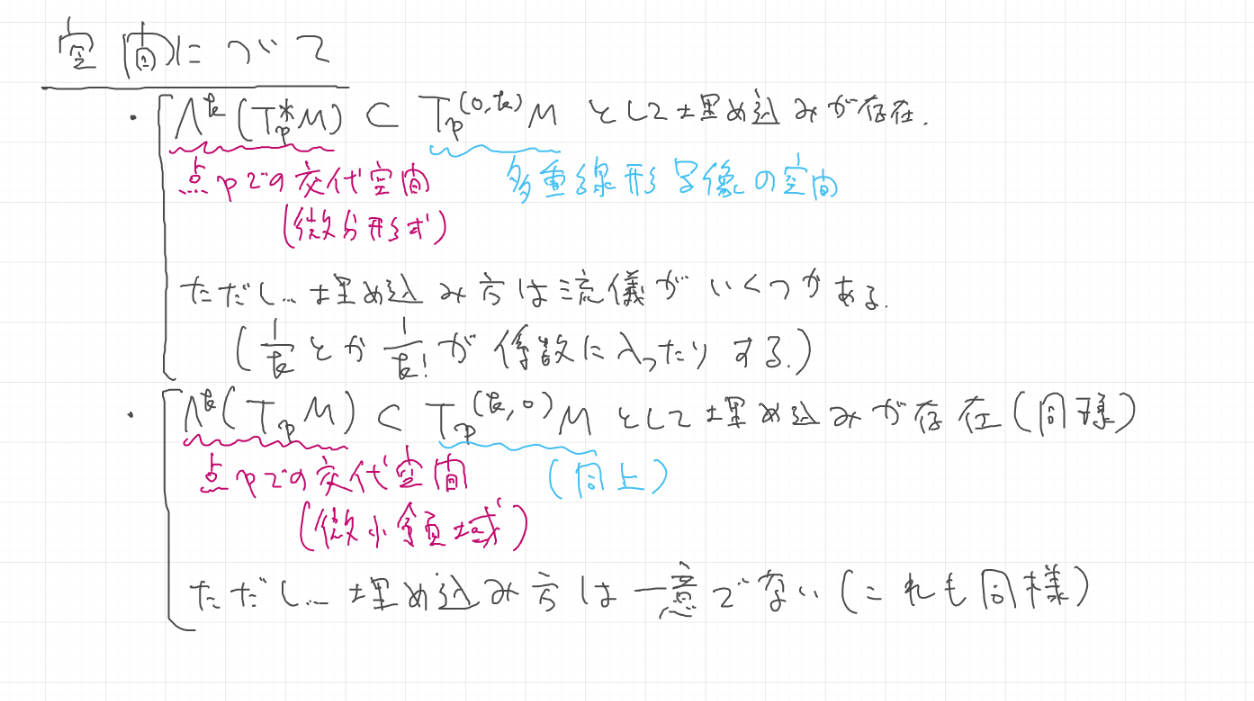 空間につ゛いて
・Λ^k(T_p^*M) ⊂ T_p^(0,k)M として埋め込みが存在.
点pでの交代空間 多重線形写像の空間
(微分形式)
ただし… 埋め込み方は流儀がいくつかある.
(1/k とか 1/k! が係数に入ったりする.)
・Λ^k(T_pM) ⊂ T_p^(k,0)M として埋め込みが存在(同様)
点pでの交代空間 (同上)
(微小領域)
ただし… 埋め込み方は一意でない(これも同様)